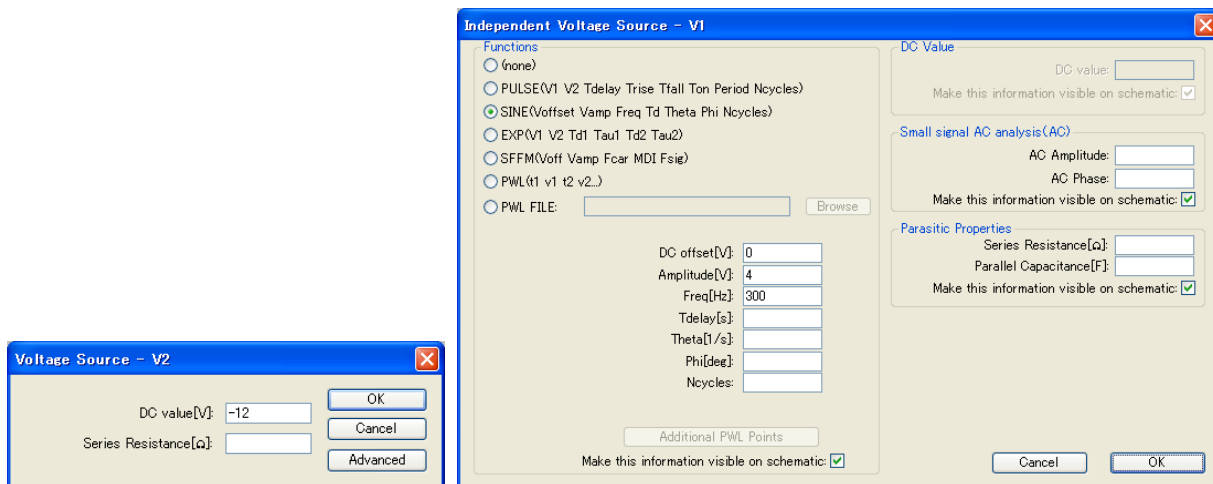 Voltage Source - V2
DC value[V]: -12
Series Resistance[Ω]:
OK
Cancel
Advanced
Independent Voltage Source - V1
Functions
(none)
PULSE(V1 V2 Tdelay Trise Tfall Ton Period Ncycles)
SINE(Voffset Vamp Freq Td Theta Phi Ncycles)
EXP(V1 V2 Td1 Tau1 Td2 Tau2)
SFFM(Voff Vamp Fcar MDI Fsig)
PWL(t1 v1 t2 v2...)
PWL FILE:
Browse
DC offset[V]: 0
Amplitude[V]: 4
Freq[Hz]: 300
Tdelay[s]:
Theta[1/s]:
Phi[deg]:
Ncycles:
Additional PWL Points
Make this information visible on schematic:
DC Value
DC value:
Make this information visible on schematic:
Small signal AC analysis(AC)
AC Amplitude:
AC Phase:
Make this information visible on schematic:
Parasitic Properties
Series Resistance[Ω]:
Parallel Capacitance[F]:
Make this information visible on schematic:
Cancel
OK